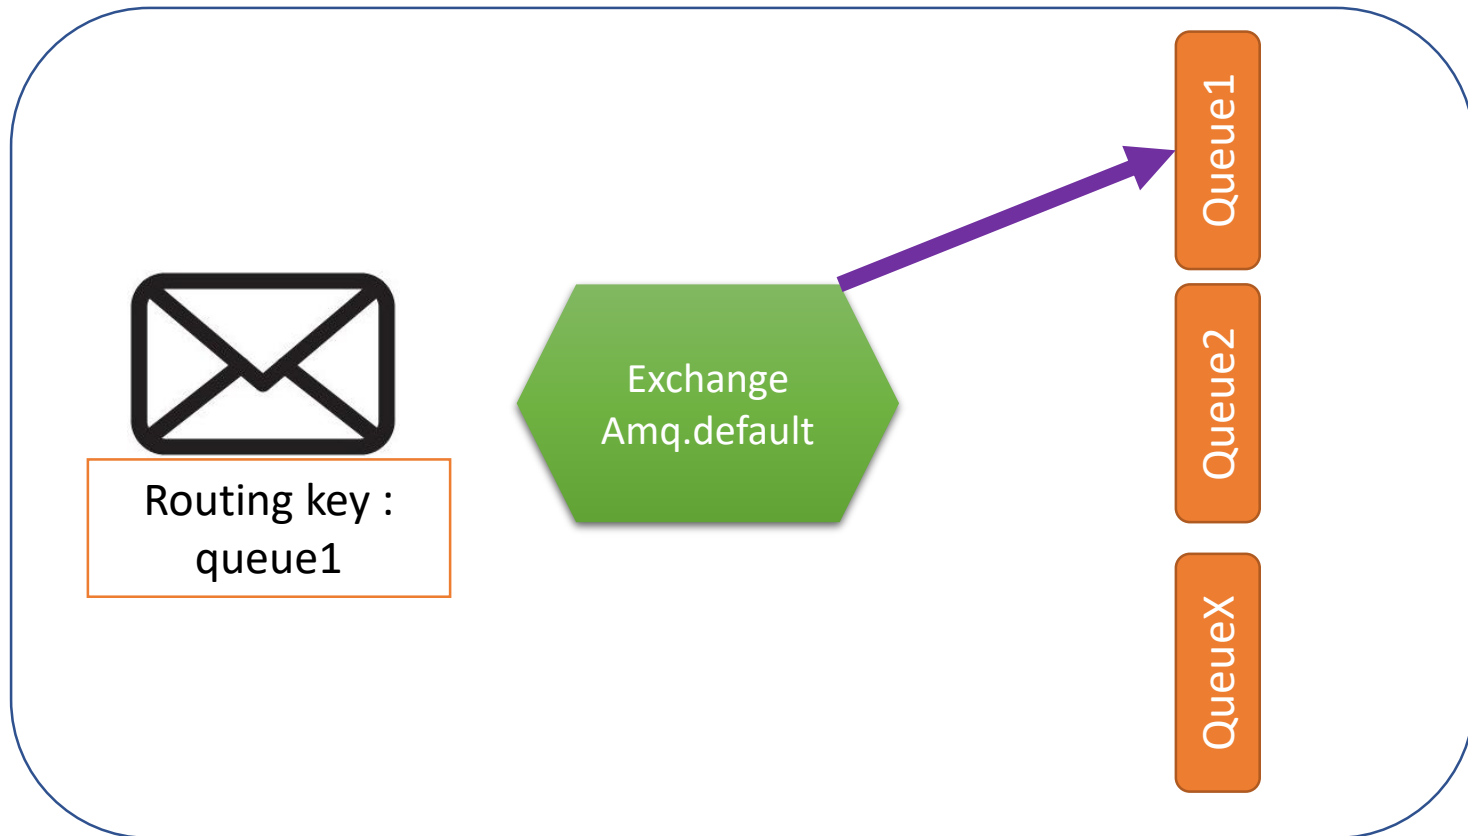 Routing key :
queue1
Exchange
Amq.default
Queue1
Queue2
QueueX